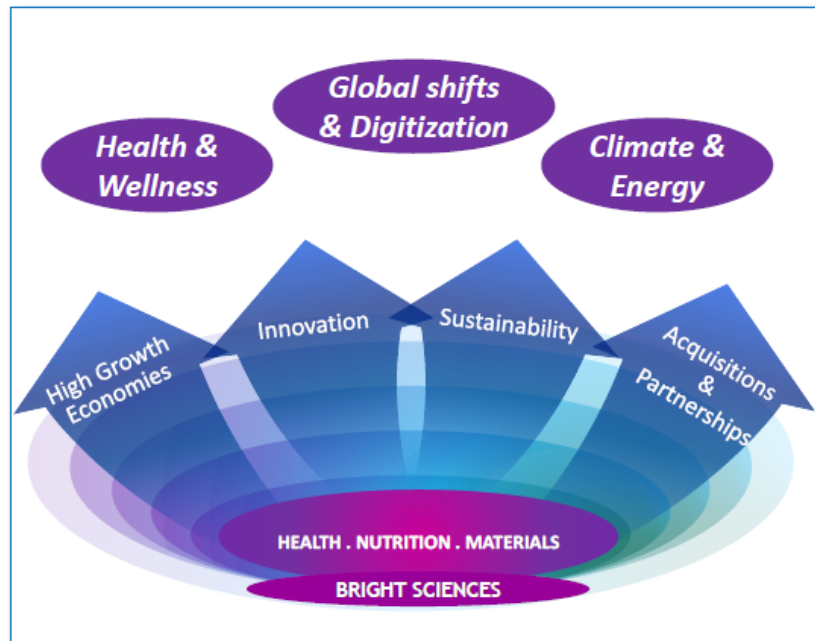 Global shifts
& Digitization
Health &
Wellness
Climate &
Energy
High Growth
Economies
Innovation
Sustainability
Acquisitions
&
Partnerships
HEALTH . NUTRITION . MATERIALS
BRIGHT SCIENCES